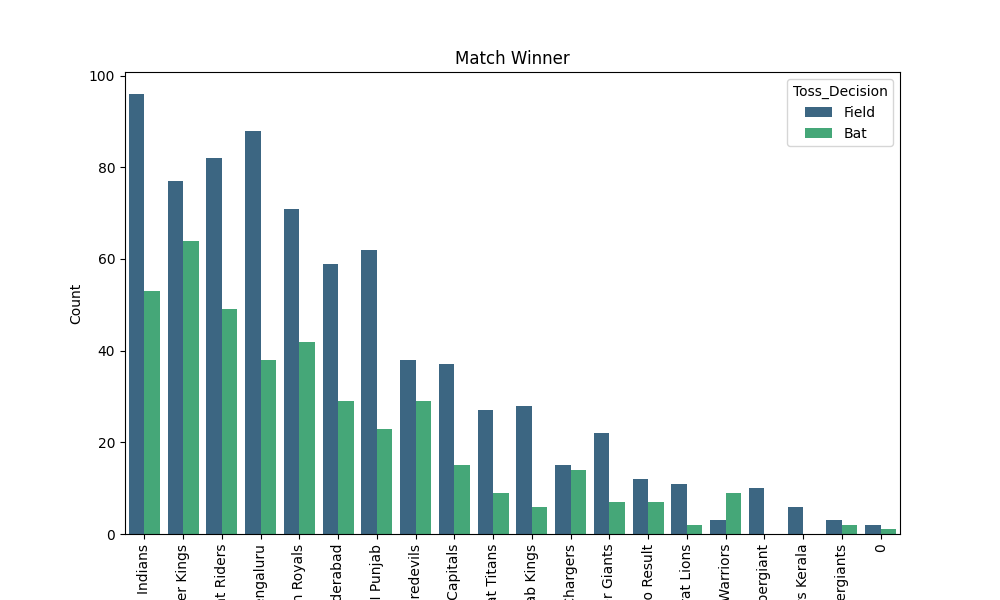 Match Winner
Toss_Decision
Field
Bat
Count
100
80
60
40
20
0
Indians
er Kings
t Riders
engaluru
n Royals
derabad
I Punjab
redevils
Capitals
at Titans
ab Kings
Chargers
r Giants
o Result
rat Lions
Warriors
pergiant
rs Kerala
ergiants
0